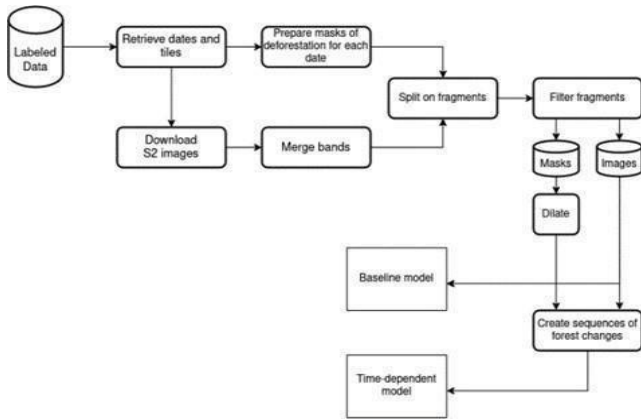 Labeled
Data
Retrieve dates and
tiles
Prepare masks of
deforestation for each
date
Split on fragments
Filter fragments
Download
S2 images
Merge bands
Masks
Images
Dilate
Baseline model
Create sequences of
forest changes
Time-dependent
model